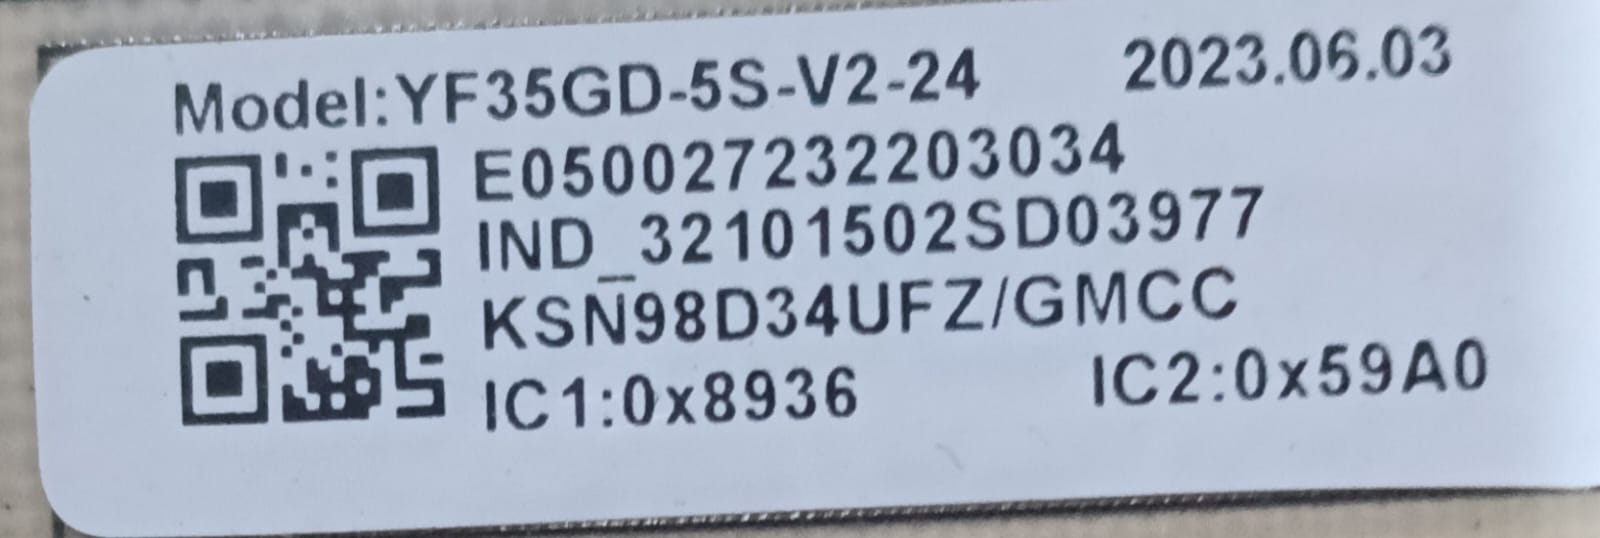 Model:YF35GD-5S-V2-24 2023.06.03
E050027232203034
IND_32101502SD03977
KSN98D34UFZ/GMCC
IC1:0x8936 IC2:0x59A0